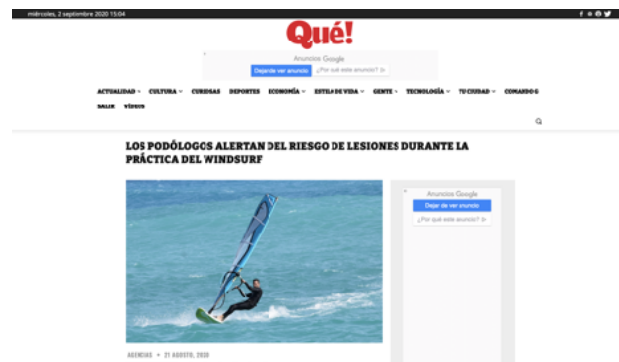 miércoles, 2 septiembre 2020 15:04
Qué!
Anuncios Google
Dejar de ver anuncio ¿Por qué este anuncio?
ACTUALIDAD CULTURA CURIOSAS DEPORTES ECONOMÍA ESTILO DE VIDA GENTE TECNOLOGÍA TU CIUDAD COMANDO G
SALIR VÍDEOS
LOS PODÓLOGOS ALERTAN DEL RIESGO DE LESIONES DURANTE LA
PRÁCTICA DEL WINDSURF
Anuncios Google
Dejar de ver anuncio
¿Por qué este anuncio?
AGENCIAS • 21 AGOSTO, 2020